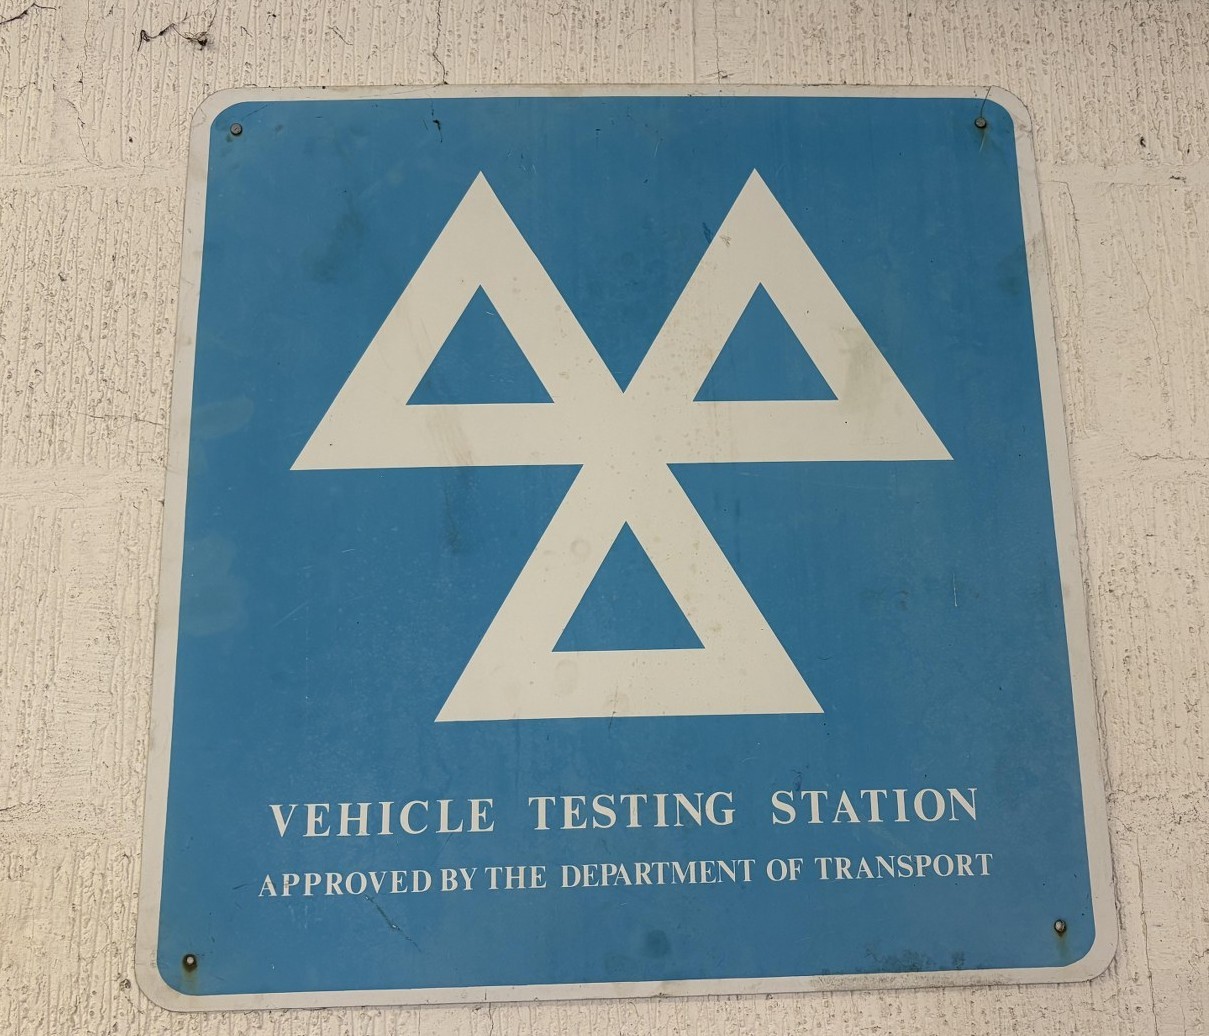 VEHICLE TESTING STATION
APPROVED BY THE DEPARTMENT OF TRANSPORT